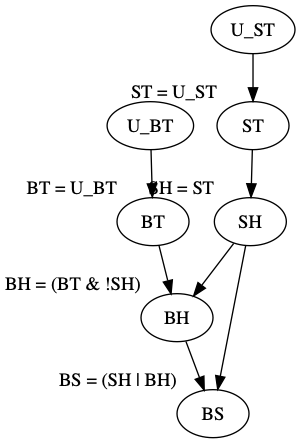 U_ST
ST = U_ST
U_BT
ST
BT = U_BT
SH = ST
BT
SH
BH = (BT & !SH)
BH
BS = (SH | BH)
BS